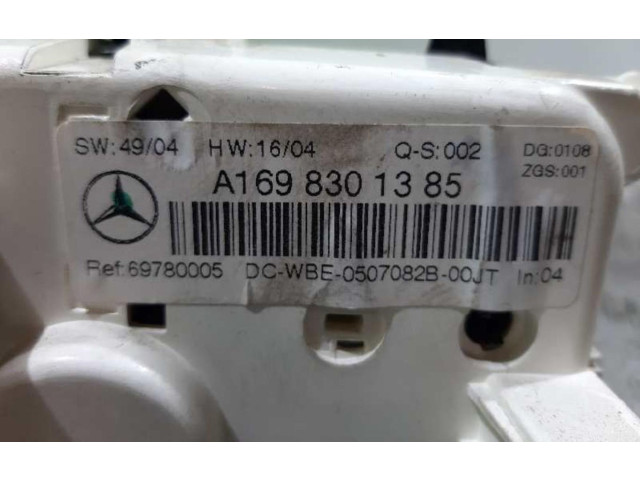 SW:49/04 HW:16/04 Q-S:002 DG:0108
ZGS:001
A169 830 13 85
Ref:69780005 DC-WBE-0507082B-00JT In:04